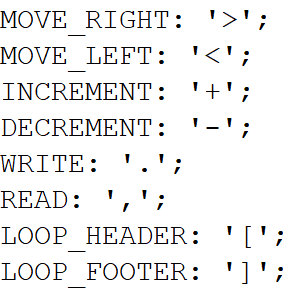 MOVE_RIGHT: '>';
MOVE_LEFT: '<';
INCREMENT: '+';
DECREMENT: '-';
WRITE: '.';
READ: ',';
LOOP_HEADER: '[';
LOOP_FOOTER: ']';